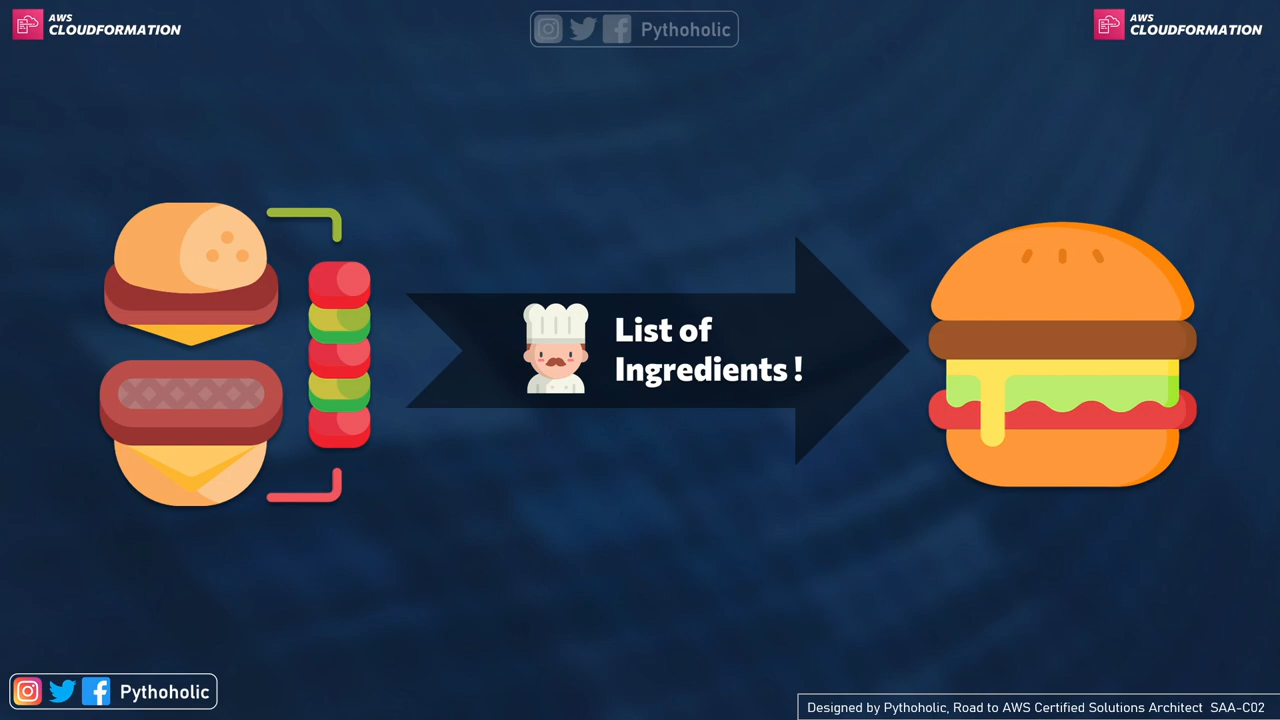 AWS
CLOUDFORMATION
Pythoholic
AWS
CLOUDFORMATION
List of
Ingredients !
Pythoholic
Designed by Pythoholic, Road to AWS Certified Solutions Architect SAA-C02